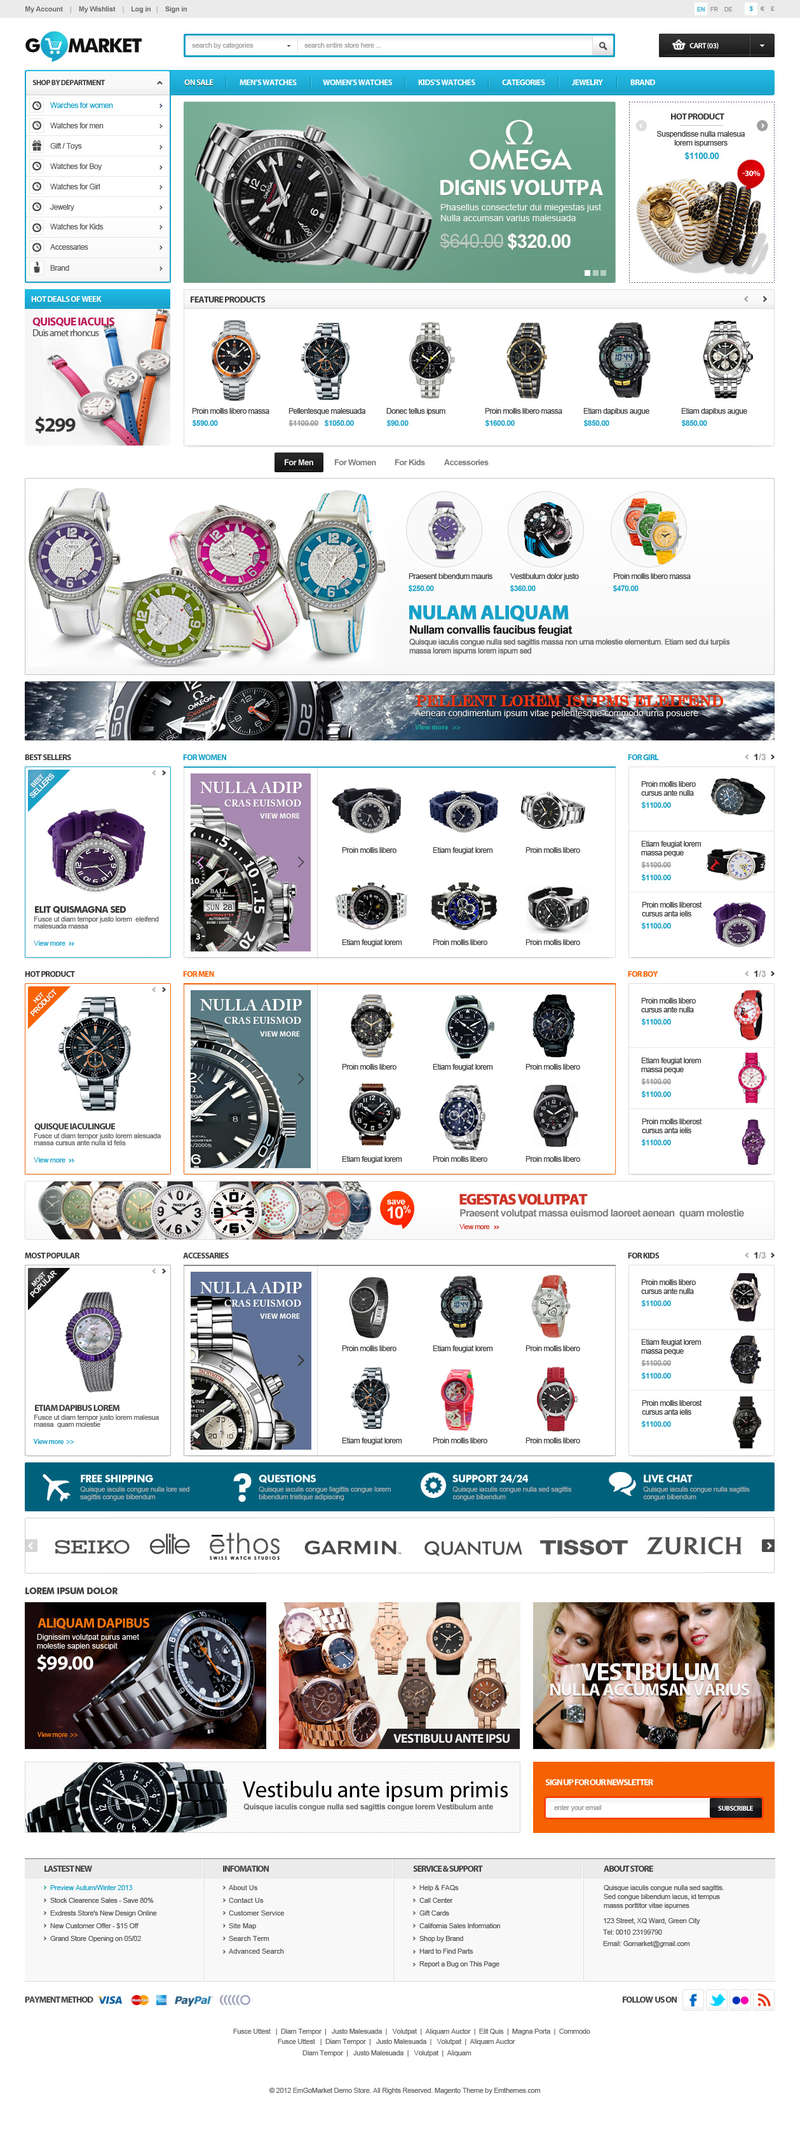 My Account | My Wishlist | Log in | Sign in
EN FR DE $ € £
GO MARKET
search by categories
search entire store here ...
CART (03)
SHOP BY DEPARTMENT
ON SALE
MEN'S WATCHES
WOMEN'S WATCHES
KIDS'S WATCHES
CATEGORIES
JEWELRY
BRAND
Warches for women
Watches for men
Gift / Toys
Watches for Boy
Watches for Girl
Jewelry
Watches for Kids
Accessaries
Brand
OMEGA
DIGNIS VOLUTPA
Phasellus consectetur dui miegestas just
Nulla accumsan varius malesuada
$640.00 $320.00
HOT PRODUCT
Suspendisse nulla malesua
lorem ispumsers
$1100.00
-30%
HOT DEALS OF WEEK
QUISQUE IACULIS
Duis amet rhoncus
$299
FEATURE PRODUCTS
Proin mollis libero massa
$590.00
Pellentesque malesuada
$1100.00 $1050.00
Donec tellus ipsum
$90.00
Proin mollis libero massa
$1600.00
Etiam dapibus augue
$850.00
Etiam dapibus augue
$850.00
For Men
For Women
For Kids
Accessories
Praesent bibendum mauris
$250.00
Vestibulum dolor justo
$360.00
Proin mollis libero massa
$470.00
NULAM ALIQUAM
Nullam convallis faucibus feugiat
Quisque iaculis congue nulla sed sagittis massa non urna molestie elementum. Etiam sed dui turplis
massa lorem ispums lorem ispum sed
PELLENT LOREM ISUPMS ELEIFEND
Aenean condimentum ipsum vitae pellentesque commodo urna posuere
View more >>
BEST SELLERS
BEST SELLERS
ELIT QUISMAGNA SED
Fusce ut diam tempor justo lorem eleifend
malesuada massa
View more >>
FOR WOMEN
NULLA ADIP
CRAS EUISMOD
VIEW MORE
Proin mollis libero
Etiam feugiat lorem
Proin mollis libero
Etiam feugiat lorem
Proin mollis libero
Proin mollis libero
FOR GIRL
1/3
Proin mollis libero
cursus ante nulla
$1100.00
Etiam feugiat lorem
massa peque
$1100.00
$1100.00
Proin mollis liberost
cursus anta ielis
$1100.00
HOT PRODUCT
HOT PRODUCT
QUISQUE IACULINGUE
Fusce ut diam tempor justo lorem alesuada
massa cursus ante nulla id felis
View more >>
FOR MEN
NULLA ADIP
CRAS EUISMOD
VIEW MORE
Proin mollis libero
Etiam feugiat lorem
Proin mollis libero
Etiam feugiat lorem
Proin mollis libero
Proin mollis libero
FOR BOY
1/3
Proin mollis libero
cursus ante nulla
$1100.00
Etiam feugiat lorem
massa peque
$1100.00
$1100.00
Proin mollis liberost
cursus anta ielis
$1100.00
save
10%
EGESTAS VOLUTPAT
Praesent volutpat massa euismod laoreet aenean quam molestie
View more >>
MOST POPULAR
MOST POPULAR
ETIAM DAPIBUS LOREM
Fusce ut diam tempor justo lorem malesua
massa quam molestie
View more >>
ACCESSARIES
NULLA ADIP
CRAS EUISMOD
VIEW MORE
Proin mollis libero
Etiam feugiat lorem
Proin mollis libero
Etiam feugiat lorem
Proin mollis libero
Proin mollis libero
FOR KIDS
1/3
Proin mollis libero
cursus ante nulla
$1100.00
Etiam feugiat lorem
massa peque
$1100.00
$1100.00
Proin mollis liberost
cursus anta ielis
$1100.00
FREE SHIPPING
Quisque iaculis congue nulla lore sed
sagittis congue bibendum
QUESTIONS
Quisque iaculis congue fiagittis congue lorem
bibendum tristique adipiscing
SUPPORT 24/24
Quisque iaculis congue nulla sed sagittis
congue bibendum
LIVE CHAT
Quisque iaculis congue nulla sagittis
congue bibendum
SEIKO
elite
ēthos
SWISS WATCH STUDIOS
GARMIN
QUANTUM
TISSOT
ZURICH
LOREM IPSUM DOLOR
ALIQUAM DAPIBUS
Dignissim volutpat purus amet
molestie sapien suscipit
$99.00
View more >>
VESTIBULU ANTE IPSU
VESTIBULUM
NULLA ACCUMSAN VARIUS
Vestibulu ante ipsum primis
Quisque iaculis congue nulla sed sagittis congue lorem Vestibulum ante
SIGN UP FOR OUR NEWSLETTER
enter your email
SUBSCRIBLE
LASTEST NEW
Preview Autum/Winter 2013
Stock Clearence Sales - Save 80%
Exdrests Store's New Design Online
New Customer Offer - $15 Off
Grand Store Opening on 05/02
INFOMATION
About Us
Contact Us
Customer Service
Site Map
Search Term
Advanced Search
SERVICE & SUPPORT
Help & FAQs
Call Center
Gift Cards
California Sales Information
Shop by Brand
Hard to Find Parts
Report a Bug on This Page
ABOUT STORE
Quisque iaculis congue nulla sed sagittis.
Sed congue bibendum lacus, id tempus
massa porttitor vitae ispumes
123 Street, XQ Ward, Green City
Tel: 0010 23199790
Email: Gomarket@gmail.com
PAYMENT METHOD
VISA
PayPal
FOLLOW US ON
Fusce Uttest | Diam Tempor | Justo Malesuada | Volutpat | Aliquam Auctor | Elit Quis | Magna Porta | Commodo
Fusce Uttest | Diam Tempor | Justo Malesuada | Volutpat | Aliquam Auctor
Diam Tempor | Justo Malesuada | Volutpat | Aliquam
© 2012 EmGoMarket Demo Store. All Rights Reserved. Magento Theme by Emthemes.com